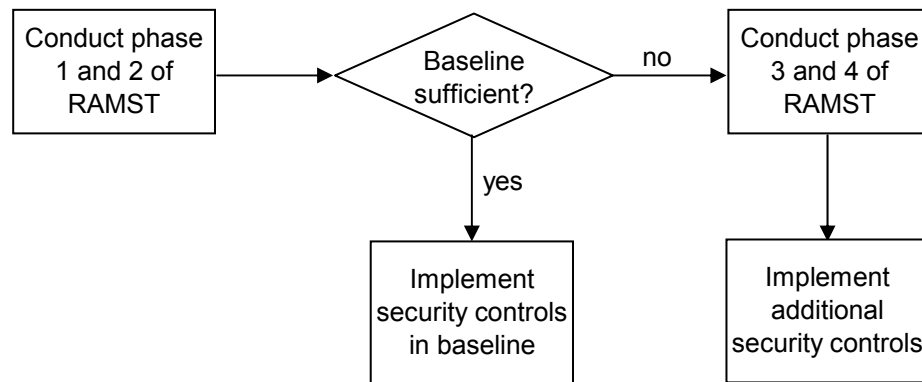 Conduct phase
1 and 2 of
RAMST
Baseline
sufficient?
no
Conduct phase
3 and 4 of
RAMST
yes
Implement
security controls
in baseline
Implement
additional
security controls